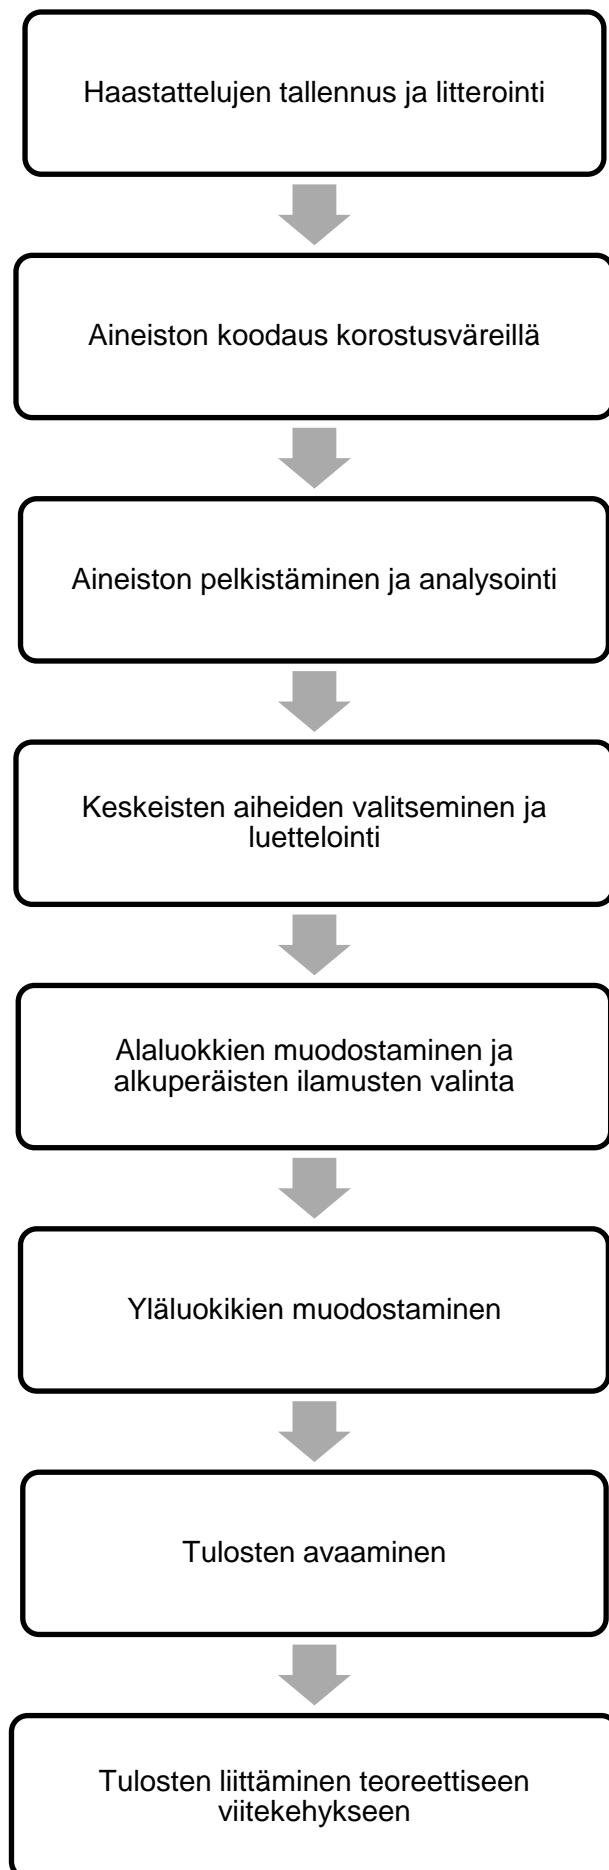 Haastattelujen tallennus ja litterointi
Aineiston koodaus korostusväreillä
Aineiston pelkistäminen ja analysointi
Keskeisten aiheiden valitseminen ja
luettelointi
Alaluokkien muodostaminen ja
alkuperäisten ilamusten valinta
Yläluokikien muodostaminen
Tulosten avaaminen
Tulosten liittäminen teoreettiseen
viitekehykseen